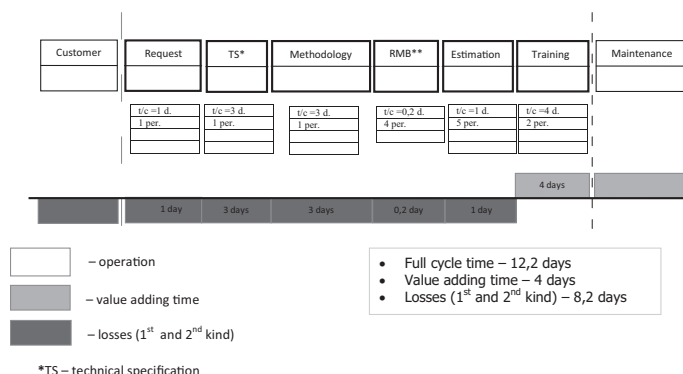 Customer
Request
TS*
Methodology
RMB**
Estimation
Training
Maintenance
t/c =1 d.
1 per.
t/c =3 d.
1 per.
t/c =3 d.
1 per.
t/c =0,2 d.
4 per.
t/c =1 d.
5 per.
t/c =4 d.
2 per.
4 days
1 day
3 days
3 days
0,2 day
1 day
– operation
– value adding time
– losses (1st and 2nd kind)
• Full cycle time – 12,2 days
• Value adding time – 4 days
• Losses (1st and 2nd kind) – 8,2 days
*TS – technical specification